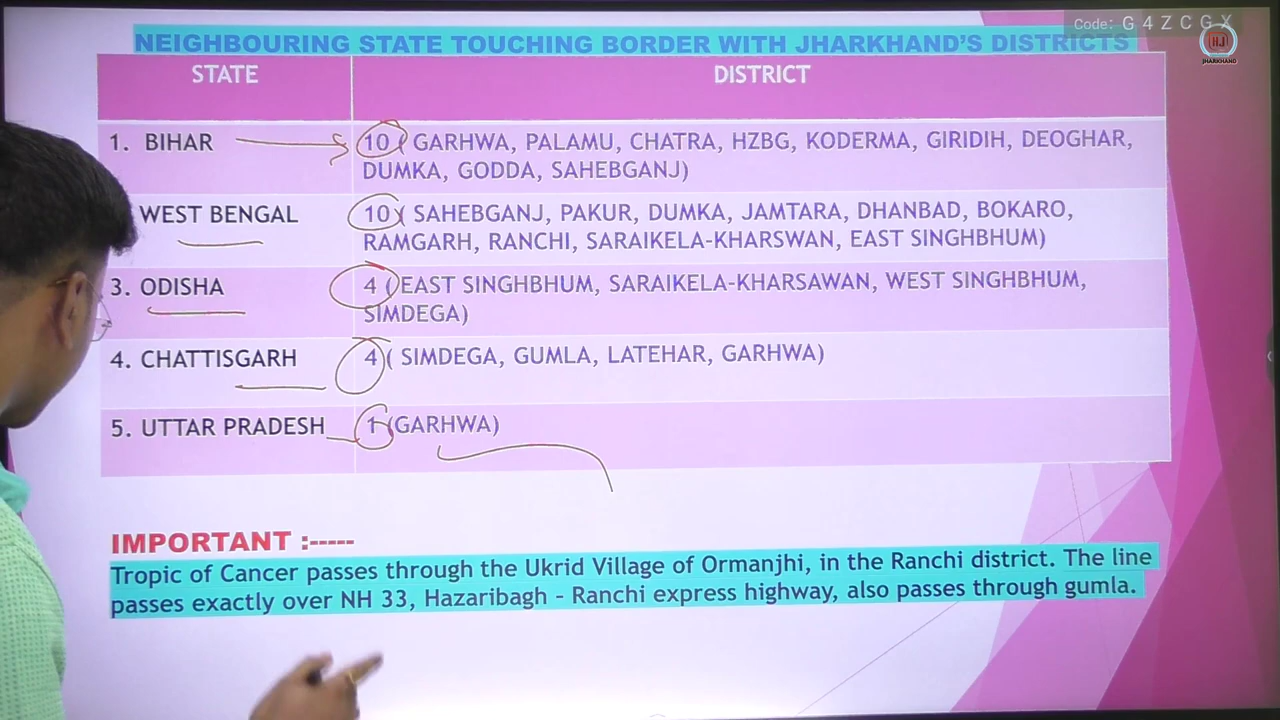 Code: G4ZCGX
NEIGHBOURING STATE TOUCHING BORDER WITH JHARKHAND'S DISTRICTS
HJ
JHARKHAND
STATE DISTRICT
1. BIHAR 10 ( GARHWA, PALAMU, CHATRA, HZBG, KODERMA, GIRIDIH, DEOGHAR,
DUMKA, GODDA, SAHEBGANJ)
WEST BENGAL 10 ( SAHEBGANJ, PAKUR, DUMKA, JAMTARA, DHANBAD, BOKARO,
RAMGARH, RANCHI, SARAIKELA-KHARSWAN, EAST SINGHBHUM)
3. ODISHA 4 (EAST SINGHBHUM, SARAIKELA-KHARSAWAN, WEST SINGHBHUM,
SIMDEGA)
4. CHATTISGARH 4( SIMDEGA, GUMLA, LATEHAR, GARHWA)
5. UTTAR PRADESH 1 (GARHWA)
IMPORTANT :-----
Tropic of Cancer passes through the Ukrid Village of Ormanjhi, in the Ranchi district. The line
passes exactly over NH 33, Hazaribagh – Ranchi express highway, also passes through gumla.